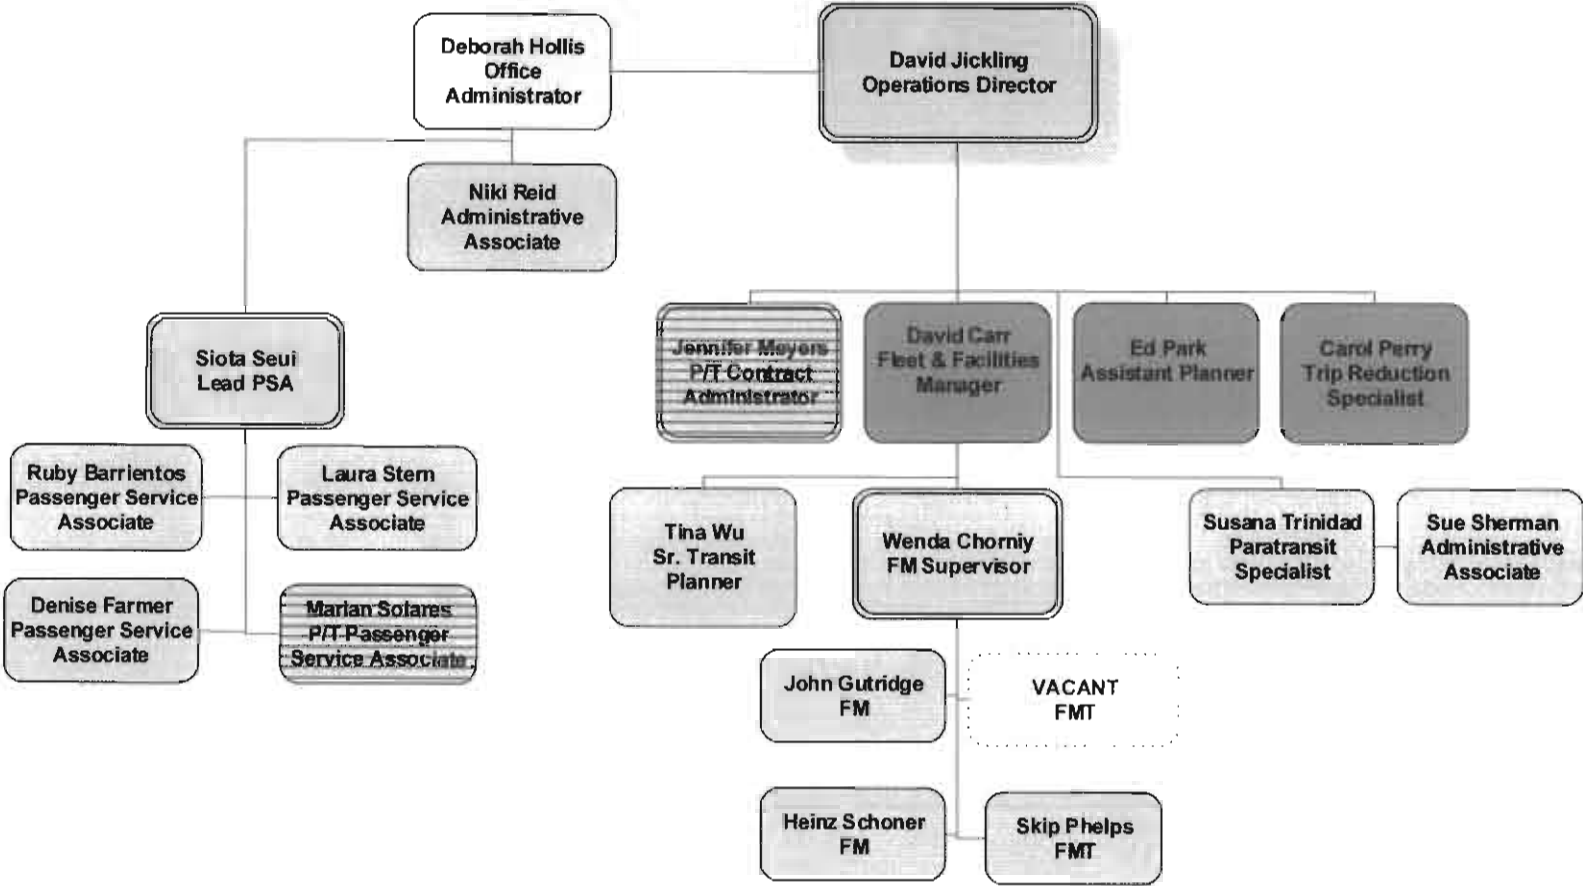 Deborah Hollis
Office
Administrator
David Jickling
Operations Director
Niki Reid
Administrative
Associate
Siota Seui
Lead PSA
Jennifer Meyers
P/T Contract
Administrator
David Carr
Fleet & Facilities
Manager
Ed Park
Assistant Planner
Carol Perry
Trip Reduction
Specialist
Ruby Barrientos
Passenger Service
Associate
Laura Stern
Passenger Service
Associate
Tina Wu
Sr. Transit
Planner
Wenda Chorniy
FM Supervisor
Susana Trinidad
Paratransit
Specialist
Sue Sherman
Administrative
Associate
Denise Farmer
Passenger Service
Associate
Marian Solares
P/T Passenger
Service Associate
John Gutridge
FM
VACANT
FMT
Heinz Schoner
FM
Skip Phelps
FMT